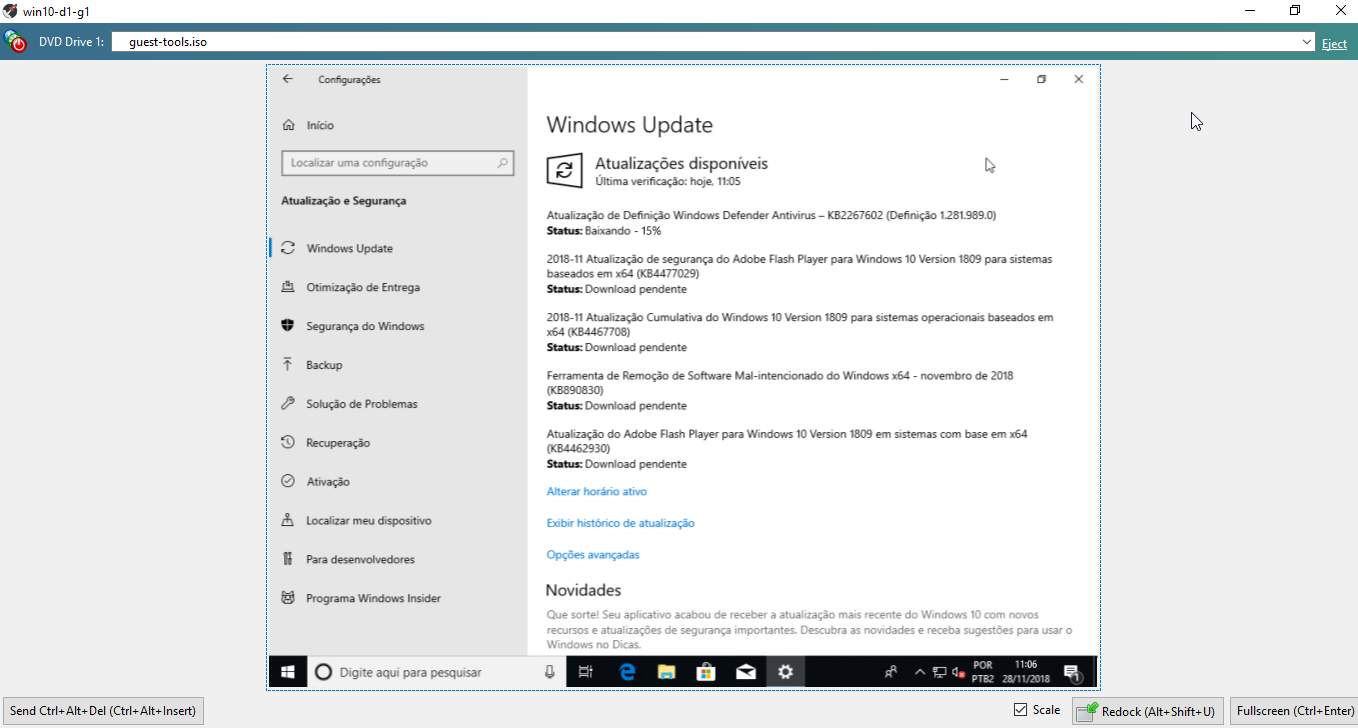 win10-d1-g1
DVD Drive 1:
guest-tools.iso
Eject
Configurações
Início
Localizar uma configuração
Atualização e Segurança
Windows Update
Otimização de Entrega
Segurança do Windows
Backup
Solução de Problemas
Recuperação
Ativação
Localizar meu dispositivo
Para desenvolvedores
Programa Windows Insider
Windows Update
Atualizações disponíveis
Última verificação: hoje, 11:05
Atualização de Definição Windows Defender Antivirus – KB2267602 (Definição 1.281.989.0)
Status: Baixando - 15%
2018-11 Atualização de segurança do Adobe Flash Player para Windows 10 Version 1809 para sistemas
baseados em x64 (KB4477029)
Status: Download pendente
2018-11 Atualização Cumulativa do Windows 10 Version 1809 para sistemas operacionais baseados em
x64 (KB4467708)
Status: Download pendente
Ferramenta de Remoção de Software Mal-intencionado do Windows x64 - novembro de 2018
(KB890830)
Status: Download pendente
Atualização do Adobe Flash Player para Windows 10 Version 1809 em sistemas com base em x64
(KB4462930)
Status: Download pendente
Alterar horário ativo
Exibir histórico de atualização
Opções avançadas
Novidades
Que sorte! Seu aplicativo acabou de receber a atualização mais recente do Windows 10 com novos
recursos e atualizações de segurança importantes. Descubra as novidades e receba sugestões para usar o
Windows no Dicas.
Digite aqui para pesquisar
POR
PTB2
11:06
28/11/2018
1
Send Ctrl+Alt+Del (Ctrl+Alt+Insert)
Scale
Redock (Alt+Shift+U)
Fullscreen (Ctrl+Enter)